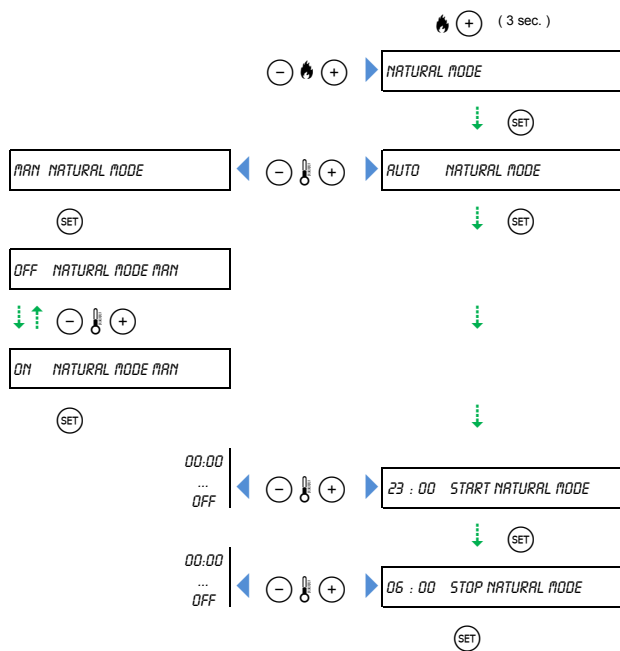 + ( 3 sec. )
- + NATURAL MODE
SET
MAN NATURAL MODE - + AUTO NATURAL MODE
SET SET
OFF NATURAL MODE MAN
- +
ON NATURAL MODE MAN
SET
00:00
...
OFF
- + 23 : 00 START NATURAL MODE
SET
00:00
...
OFF
- + 06 : 00 STOP NATURAL MODE
SET